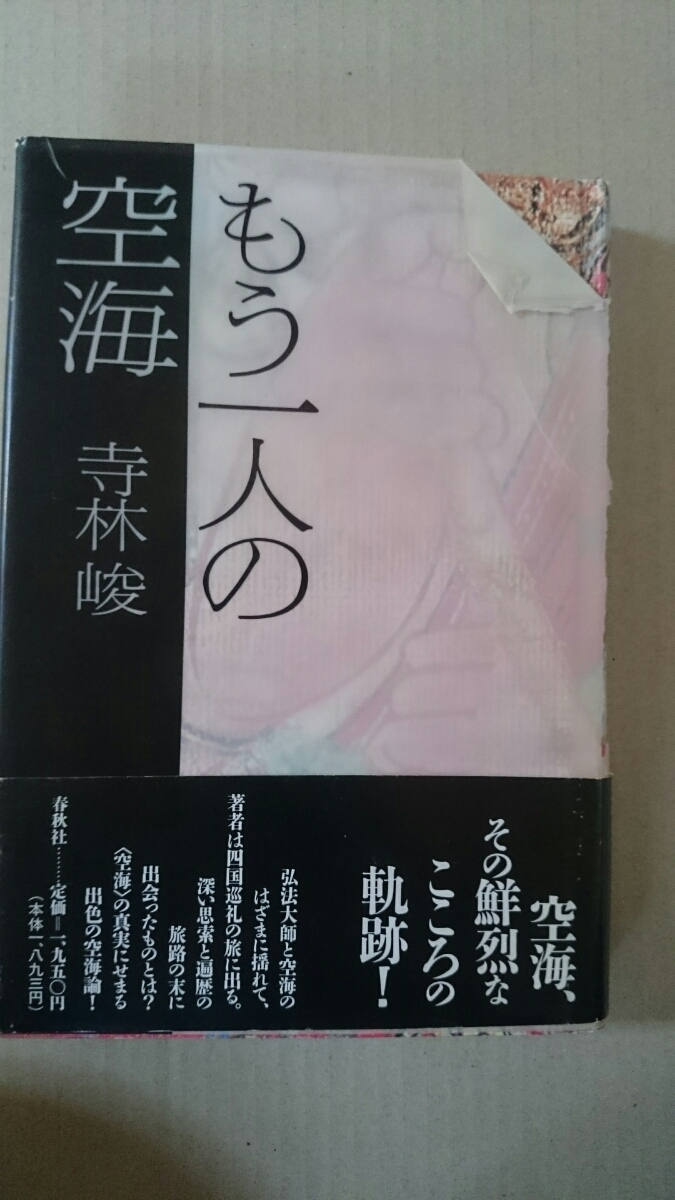 もう一人の
空海
寺林峻
空海、
その鮮烈な
こころの
軌跡!
弘法大師と空海の
はざまに揺れて、
著者は四国巡礼の旅に出る。
深い思索と遍歴の
旅路の末に
出会ったものとは?
〈空海〉の真実にせまる
出色の空海論!
春秋社………定価=一、九五〇円
(本体一、八九三円)